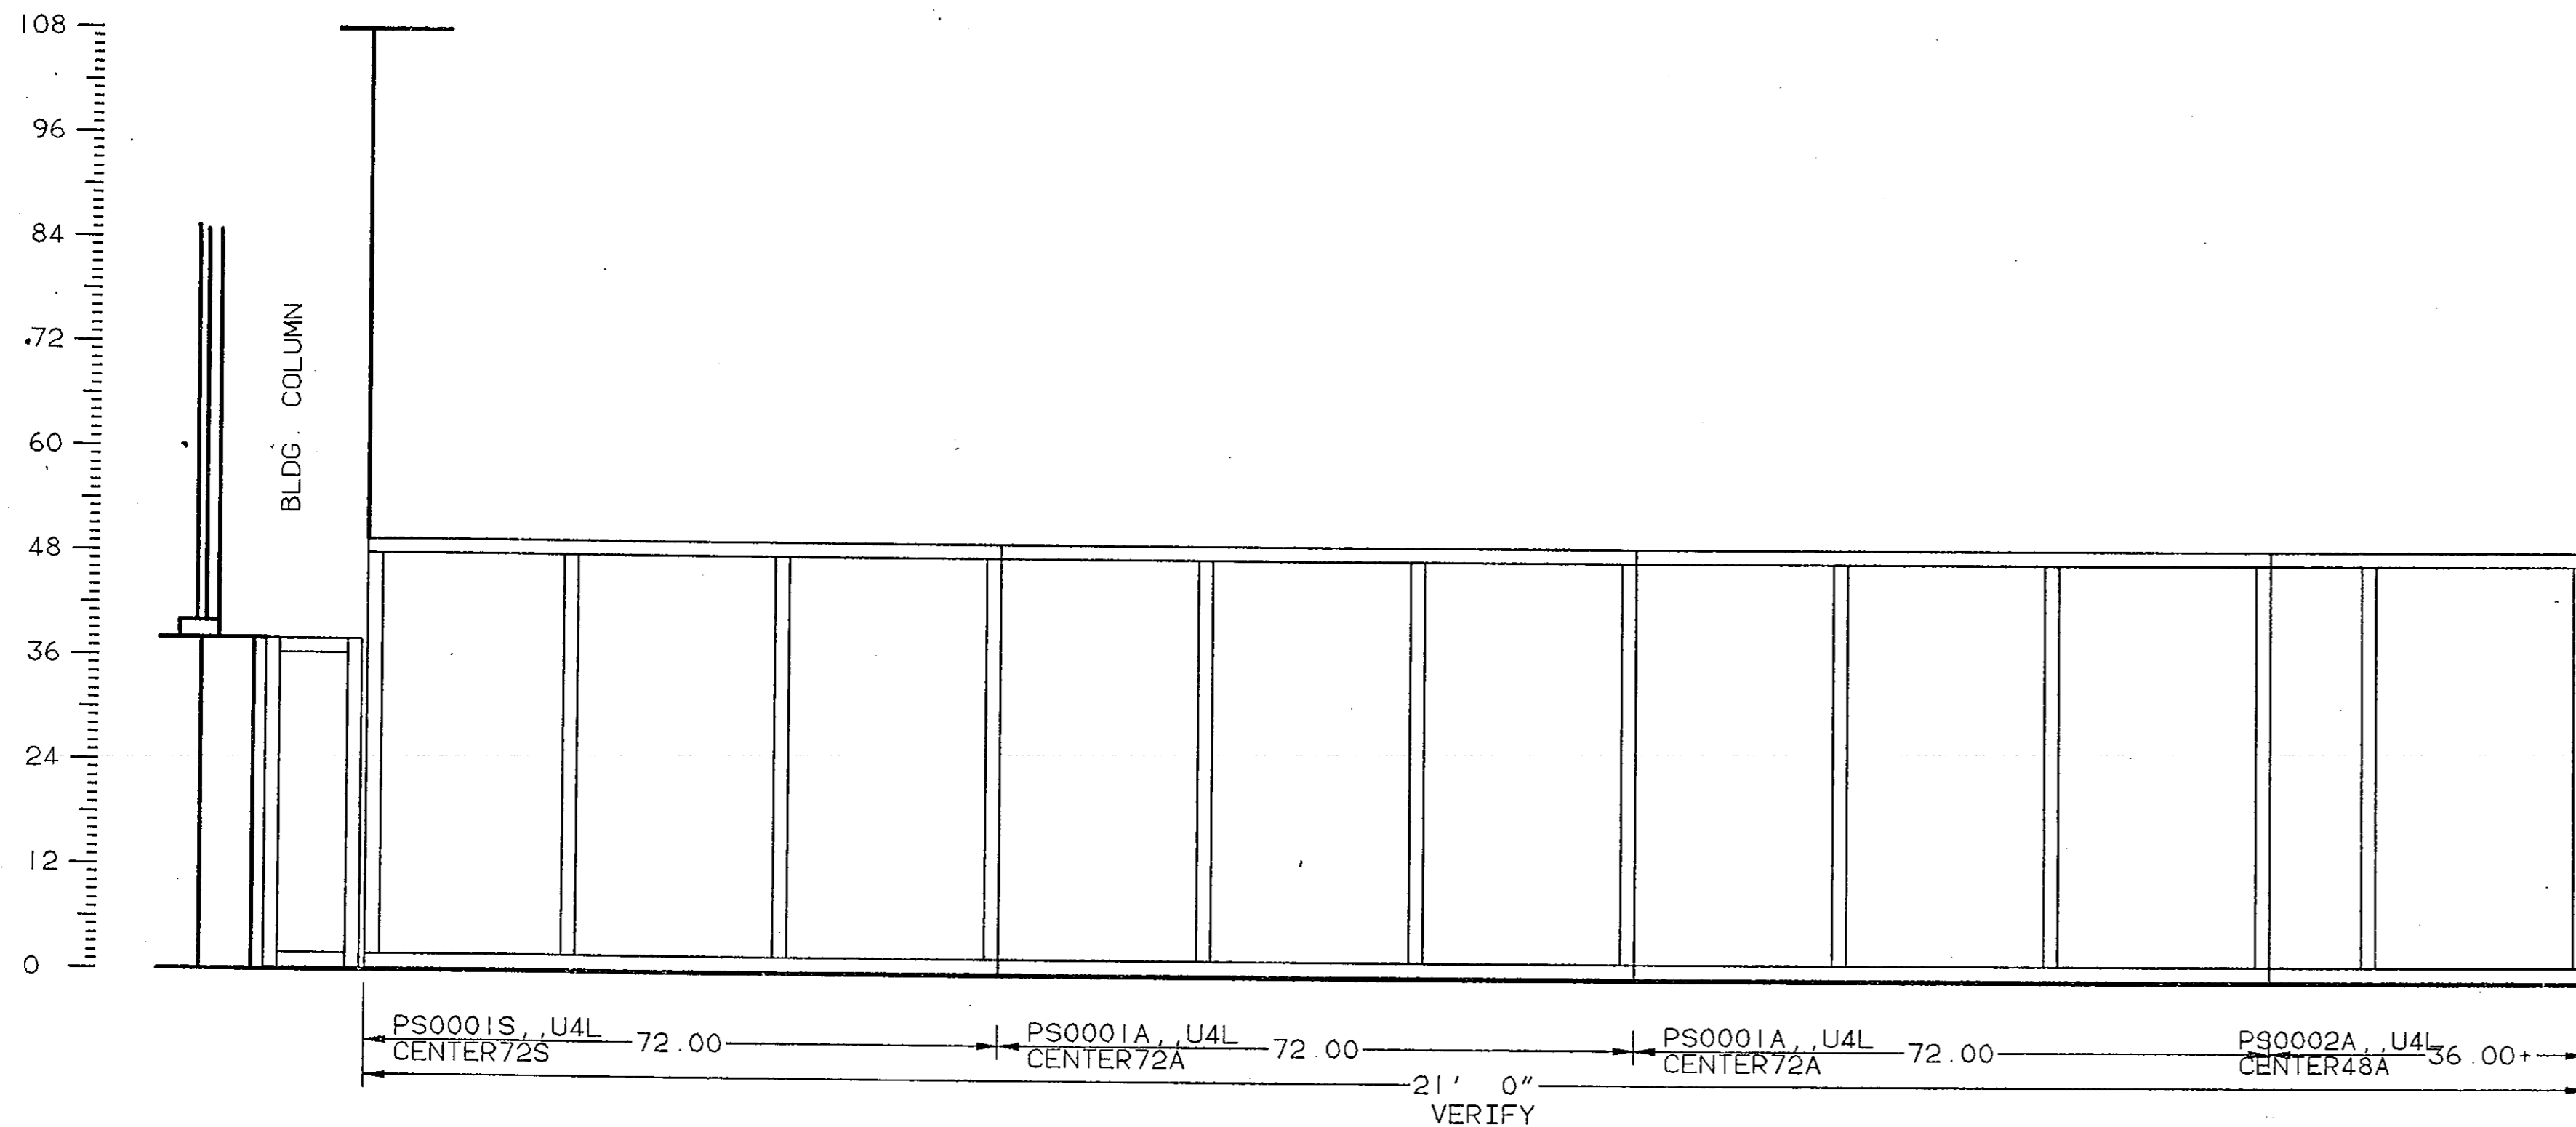 108
96
84
72
60
48
36
24
12
0
BLDG. COLUMN
PS0001S,,U4L
CENTER72S
72.00
PS0001A,,U4L
CENTER72A
72.00
PS0001A,,U4L
CENTER72A
72.00
PS0002A,,U4L
CENTER48A
36.00+
21' 0"
VERIFY